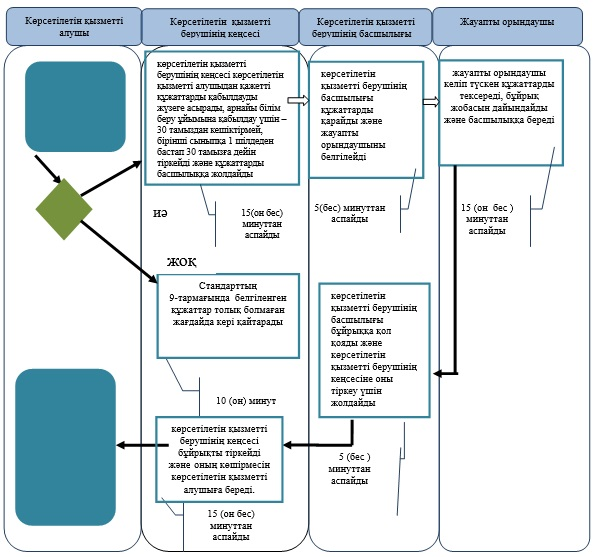 Көрсетілетін қызметті
алушы
Көрсетілетін  қызметті
берушінің кеңсесі
Көрсетілетін қызметті
берушінің басшылығы
Жауапты орындаушы
көрсетілетін қызметті
берушінің кеңсесі көрсетілетін
қызметті алушыдан қажетті
құжаттарды қабылдауды
жүзеге асырады, арнайы білім
беру ұйымына қабылдау үшін –
30 тамыздан кешіктірмей,
бірінші сыныпқа 1 шілдеден
бастап 30 тамызға дейін
тіркейді және құжаттарды
басшылыққа жолдайды
көрсетілетін
қызметті берушінің
басшылығы
құжаттарды
қарайды және
жауапты
орындаушыны
белгілейді
жауапты орындаушы
келіп түскен құжаттарды
тексереді, бұйрық
жобасын дайындайды
және басшылыққа береді
иә
15(он бес)
минуттан
аспайды
5(бес) минуттан
аспайды
15 (он  бес )
минуттан
аспайды
жоқ
Стандарттың
9-тармағында  белгіленген
құжаттар толық болмаған
жағдайда кері қайтарады
көрсетілетін
қызметті берушінің
басшылығы
бұйрыққа қол
қояды және
көрсетілетін
қызметті берушінің
кеңсесіне оны
тіркеу үшін
жолдайды
10 (он) минут
көрсетілетін қызметті
берушінің кеңсесі
бұйрықты тіркейді
және оның көшірмесін
көрсетілетін қызметті
алушыға береді.
5 (бес )
минуттан
аспайды
15 (он бес)
минуттан
аспайды